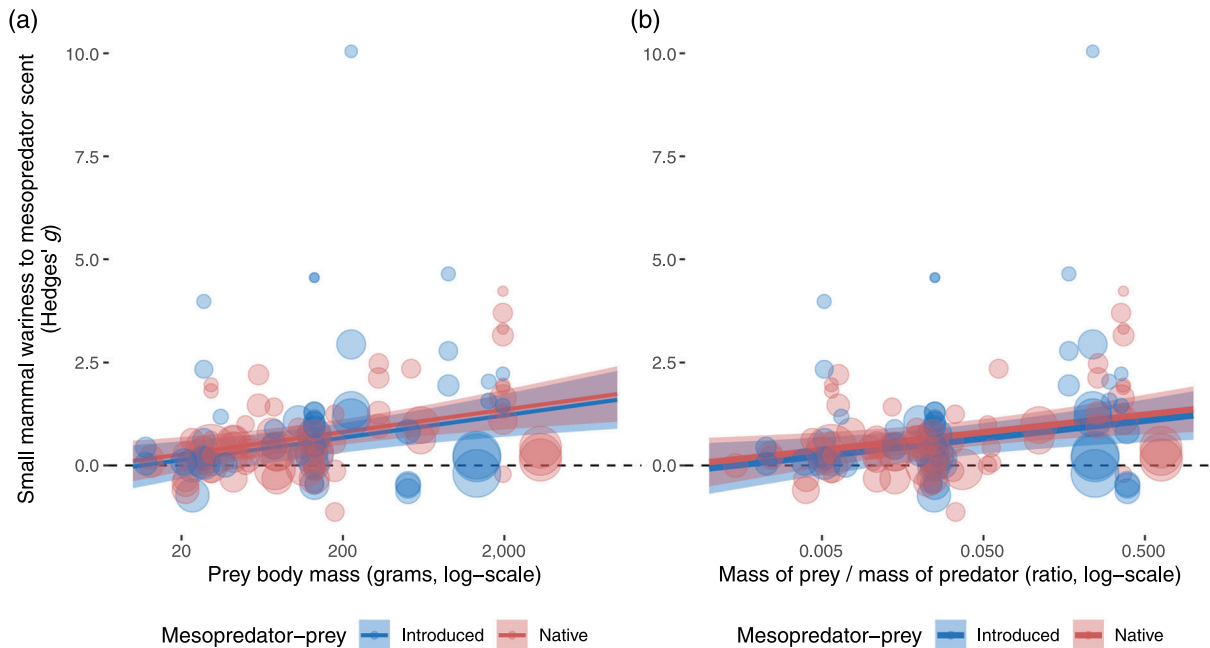 (a)
(b)
Small mammal wariness to mesopredator scent
(Hedges' g)
10.0
7.5
5.0
2.5
0.0
20
200
2,000
Prey body mass (grams, log–scale)
10.0
7.5
5.0
2.5
0.0
0.005
0.050
0.500
Mass of prey / mass of predator (ratio, log–scale)
Mesopredator–prey Introduced Native
Mesopredator–prey Introduced Native